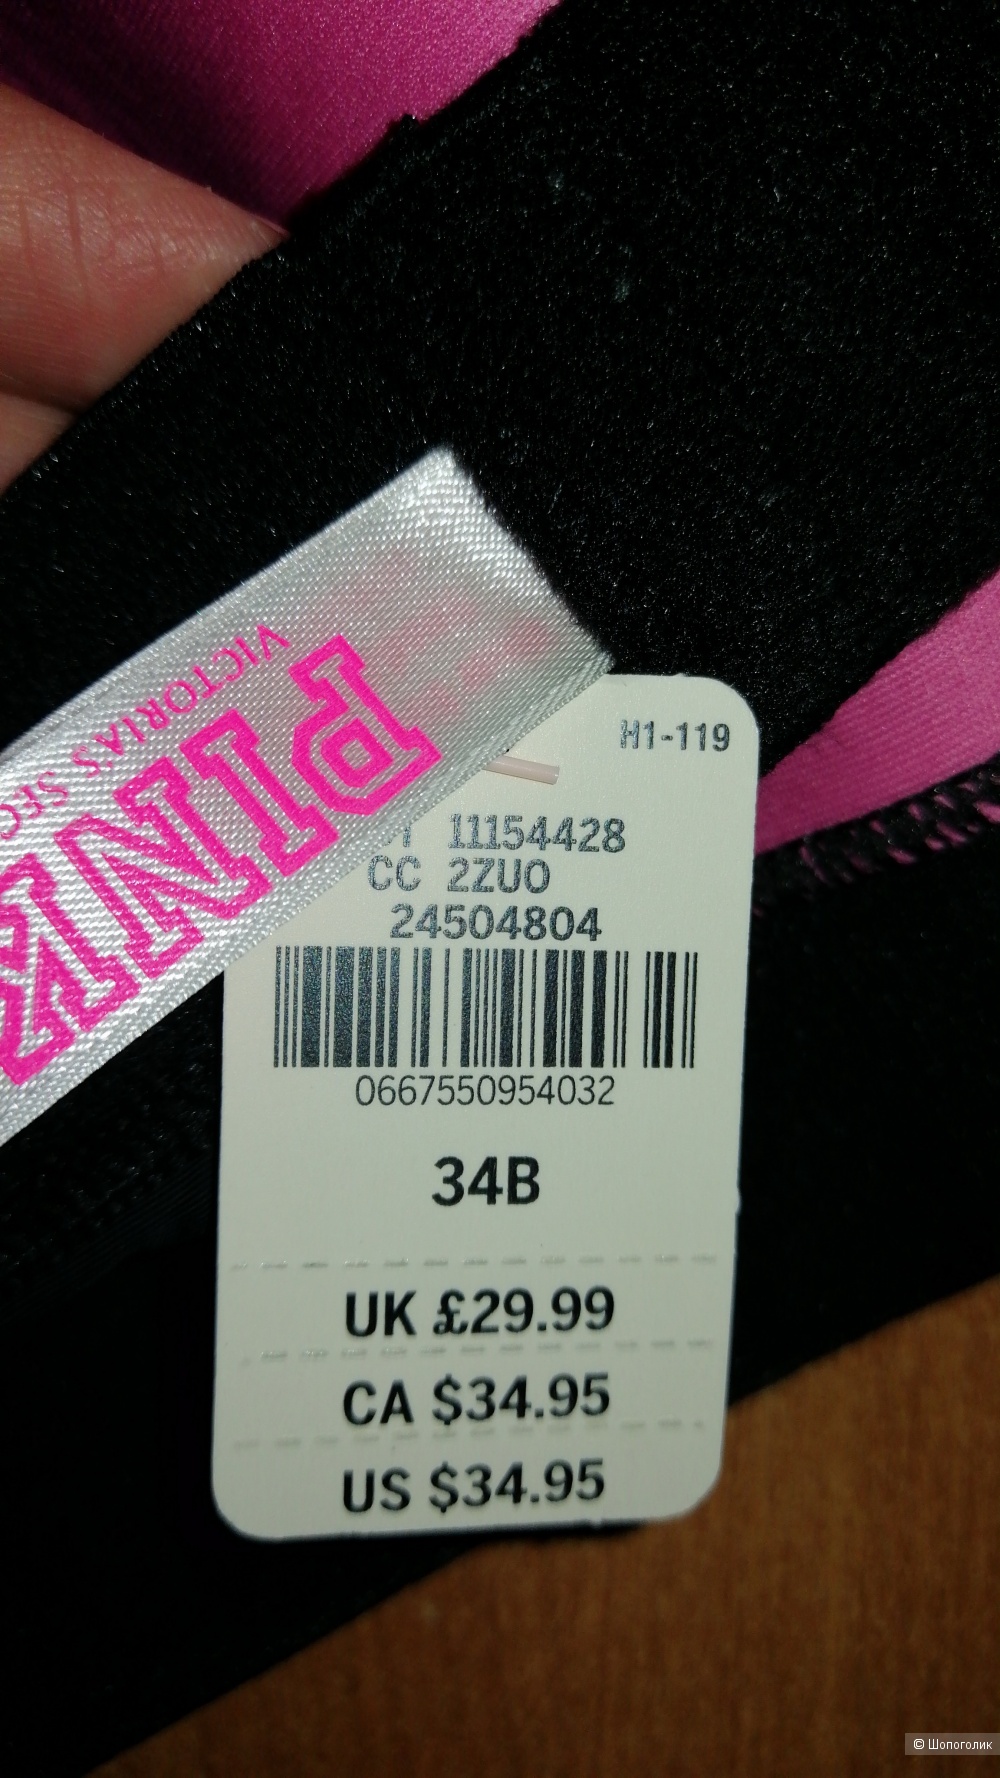 VICTORIA'S SEC
PINK
H1-119
11154428
CC 2ZUO
24504804
0667550954032
34B
UK £29.99
CA $34.95
US $34.95
© Шопоголик